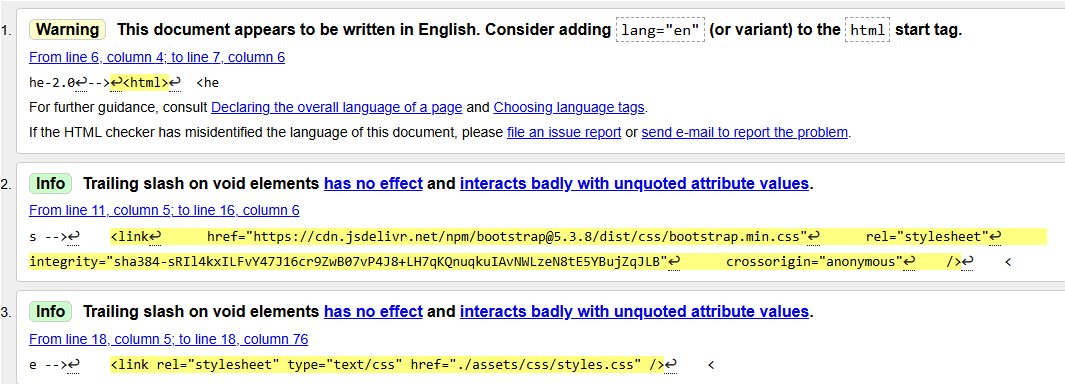 1. Warning This document appears to be written in English. Consider adding lang="en" (or variant) to the html start tag.
From line 6, column 4; to line 7, column 6
he-2.0↩-->↩<html>↩ <he
For further guidance, consult Declaring the overall language of a page and Choosing language tags.
If the HTML checker has misidentified the language of this document, please file an issue report or send e-mail to report the problem.
2. Info Trailing slash on void elements has no effect and interacts badly with unquoted attribute values.
From line 11, column 5; to line 16, column 6
s -->↩ <link↩ href="https://cdn.jsdelivr.net/npm/bootstrap@5.3.8/dist/css/bootstrap.min.css"↩ rel="stylesheet"↩
integrity="sha384-sRIl4kxILFvY47J16cr9ZwB07vP4J8+LH7qKQnuqkuIAvNWLzeN8tE5YBujZqJLB"↩ crossorigin="anonymous"↩ />↩ <
3. Info Trailing slash on void elements has no effect and interacts badly with unquoted attribute values.
From line 18, column 5; to line 18, column 76
e -->↩ <link rel="stylesheet" type="text/css" href="./assets/css/styles.css" />↩ <